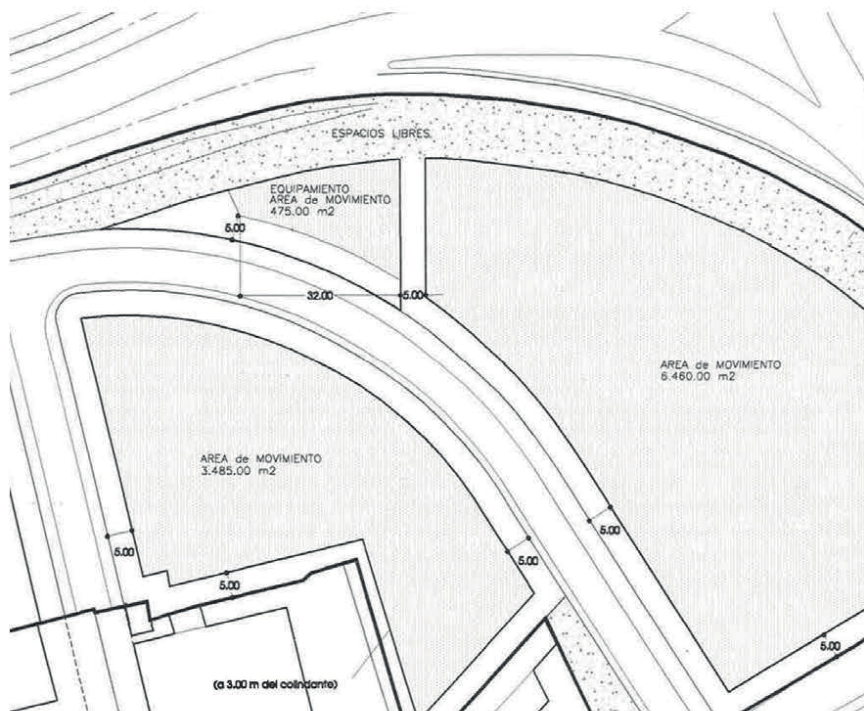 ESPACIOS LIBRES
EQUIPAMIENTO
AREA de MOVIMIENTO
475.00 m2
5.00
32.00
5.00
AREA de MOVIMIENTO
6.460.00 m2
AREA de MOVIMIENTO
3.485.00 m2
5.00
5.00
5.00
5.00
5.00
(a 3.00 m del colindante)